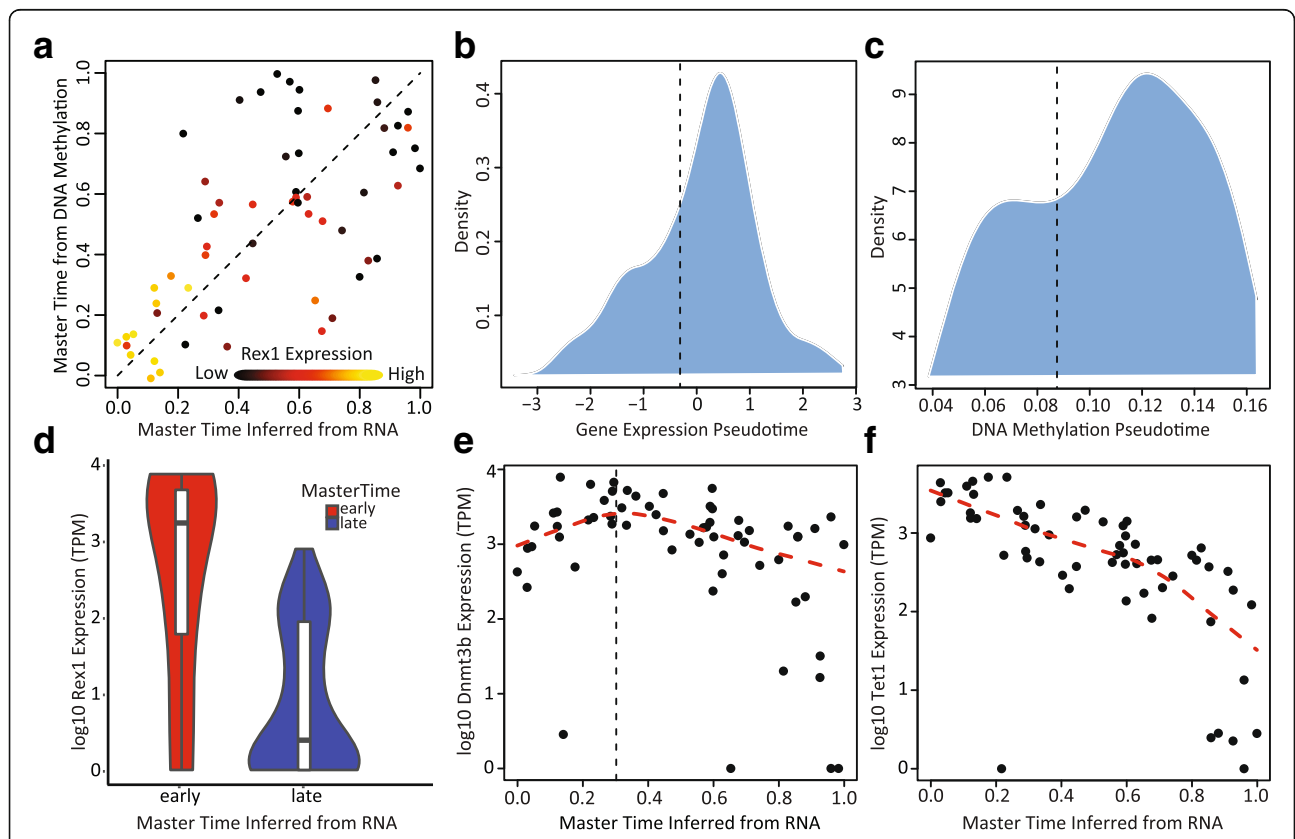 a
Master Time from DNA Methylation
1.0
0.8
0.6
0.4
0.2
0.0
Rex1 Expression
Low High
0.0 0.2 0.4 0.6 0.8 1.0
Master Time Inferred from RNA
b
Density
0.4
0.3
0.2
0.1
−3 −2 −1 0 1 2 3
Gene Expression Pseudotime
c
Density
9
8
7
6
5
4
3
0.04 0.06 0.08 0.10 0.12 0.14 0.16
DNA Methylation Pseudotime
d
log10 Rex1 Expression (TPM)
4
3
2
1
0
MasterTime
early
late
early late
Master Time Inferred from RNA
e
log10 Dnmt3b Expression (TPM)
4
3
2
1
0
0.0 0.2 0.4 0.6 0.8 1.0
Master Time Inferred from RNA
f
log10 Tet1 Expression (TPM)
3
2
1
0
0.0 0.2 0.4 0.6 0.8 1.0
Master Time Inferred from RNA